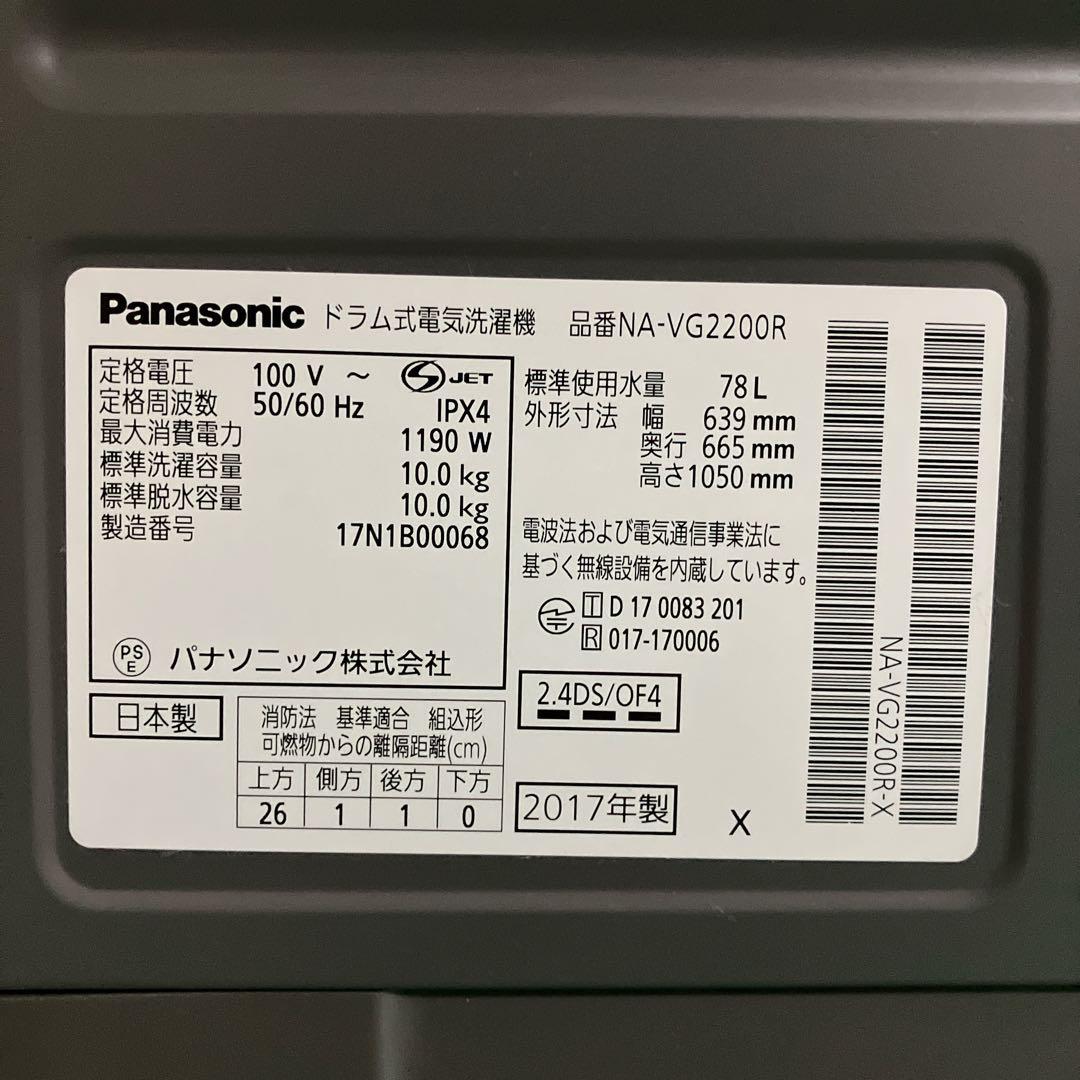 Panasonic ドラム式電気洗濯機 品番NA-VG2200R
定格電圧 100 V ～ S JET
定格周波数 50/60 Hz IPX4
最大消費電力 1190 W
標準洗濯容量 10.0 kg
標準脱水容量 10.0 kg
製造番号 17N1B00068
PS E パナソニック株式会社
日本製
消防法 基準適合 組込形
可燃物からの離隔距離(cm)
上方 側方 後方 下方
26 1 1 0
標準使用水量 78 L
外形寸法 幅 639 mm
奥行 665 mm
高さ1050 mm
電波法および電気通信事業法に
基づく無線設備を内蔵しています。
T D 17 0083 201
R 017-170006
2.4DS/OF4
2017年製
X
NA-VG2200R-X